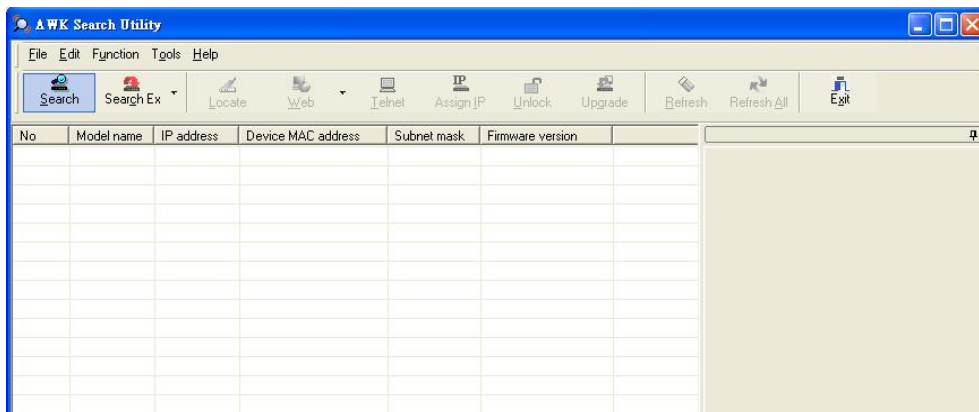 AWK Search Utility
File Edit Function Tools Help
Search Search Ex Locate Web Telnet Assign IP Unlock Upgrade Refresh Refresh All Exit
IP
No Model name IP address Device MAC address Subnet mask Firmware version